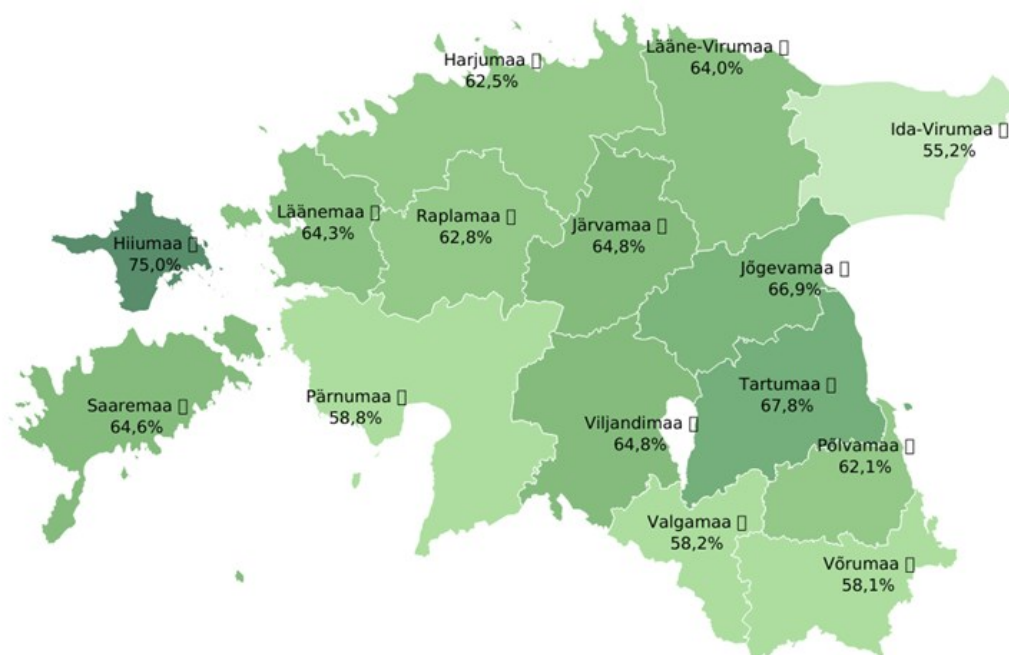 Lääne-Virumaa ▯
64,0%
Harjumaa ▯
62,5%
Ida-Virumaa ▯
55,2%
Läänemaa ▯
64,3%
Raplamaa ▯
62,8%
Järvamaa ▯
64,8%
Hiiumaa ▯
75,0%
Jõgevamaa ▯
66,9%
Tartumaa ▯
67,8%
Pärnumaa ▯
58,8%
Saaremaa ▯
64,6%
Viljandimaa ▯
64,8%
Põlvamaa ▯
62,1%
Valgamaa ▯
58,2%
Võrumaa ▯
58,1%